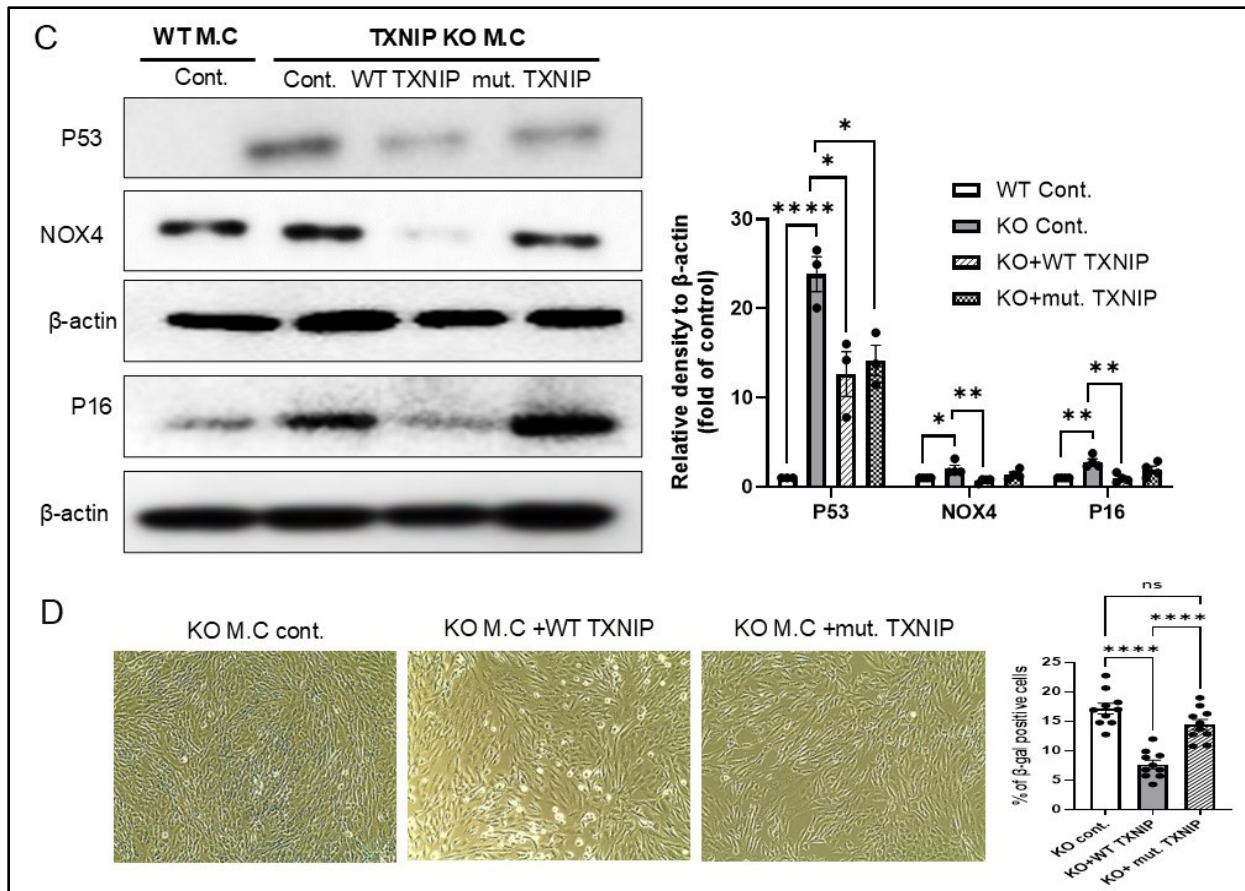 C
WT M.C TXNIP KO M.C
Cont. Cont. WT TXNIP mut. TXNIP
P53
NOX4
β-actin
P16
β-actin
Relative density to β-actin
(fold of control)
30
20
10
0
**** * *
* **
** **
P53 NOX4 P16
WT Cont.
KO Cont.
KO+WT TXNIP
KO+mut. TXNIP
D
KO M.C cont. KO M.C +WT TXNIP KO M.C +mut. TXNIP
% of β-gal positive cells
25
20
15
10
5
0
ns
**** ****
KO cont.
KO+WT TXNIP
KO+ mut. TXNIP